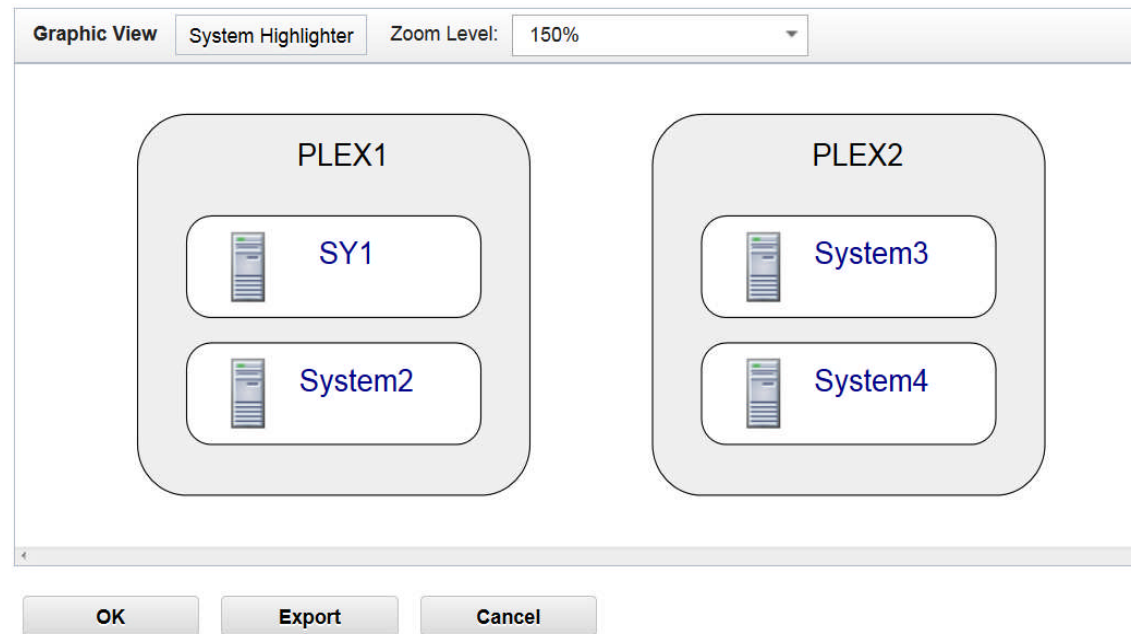 Graphic View System Highlighter Zoom Level: 150%
PLEX1 PLEX2
SY1 System3
System2 System4
OK Export Cancel